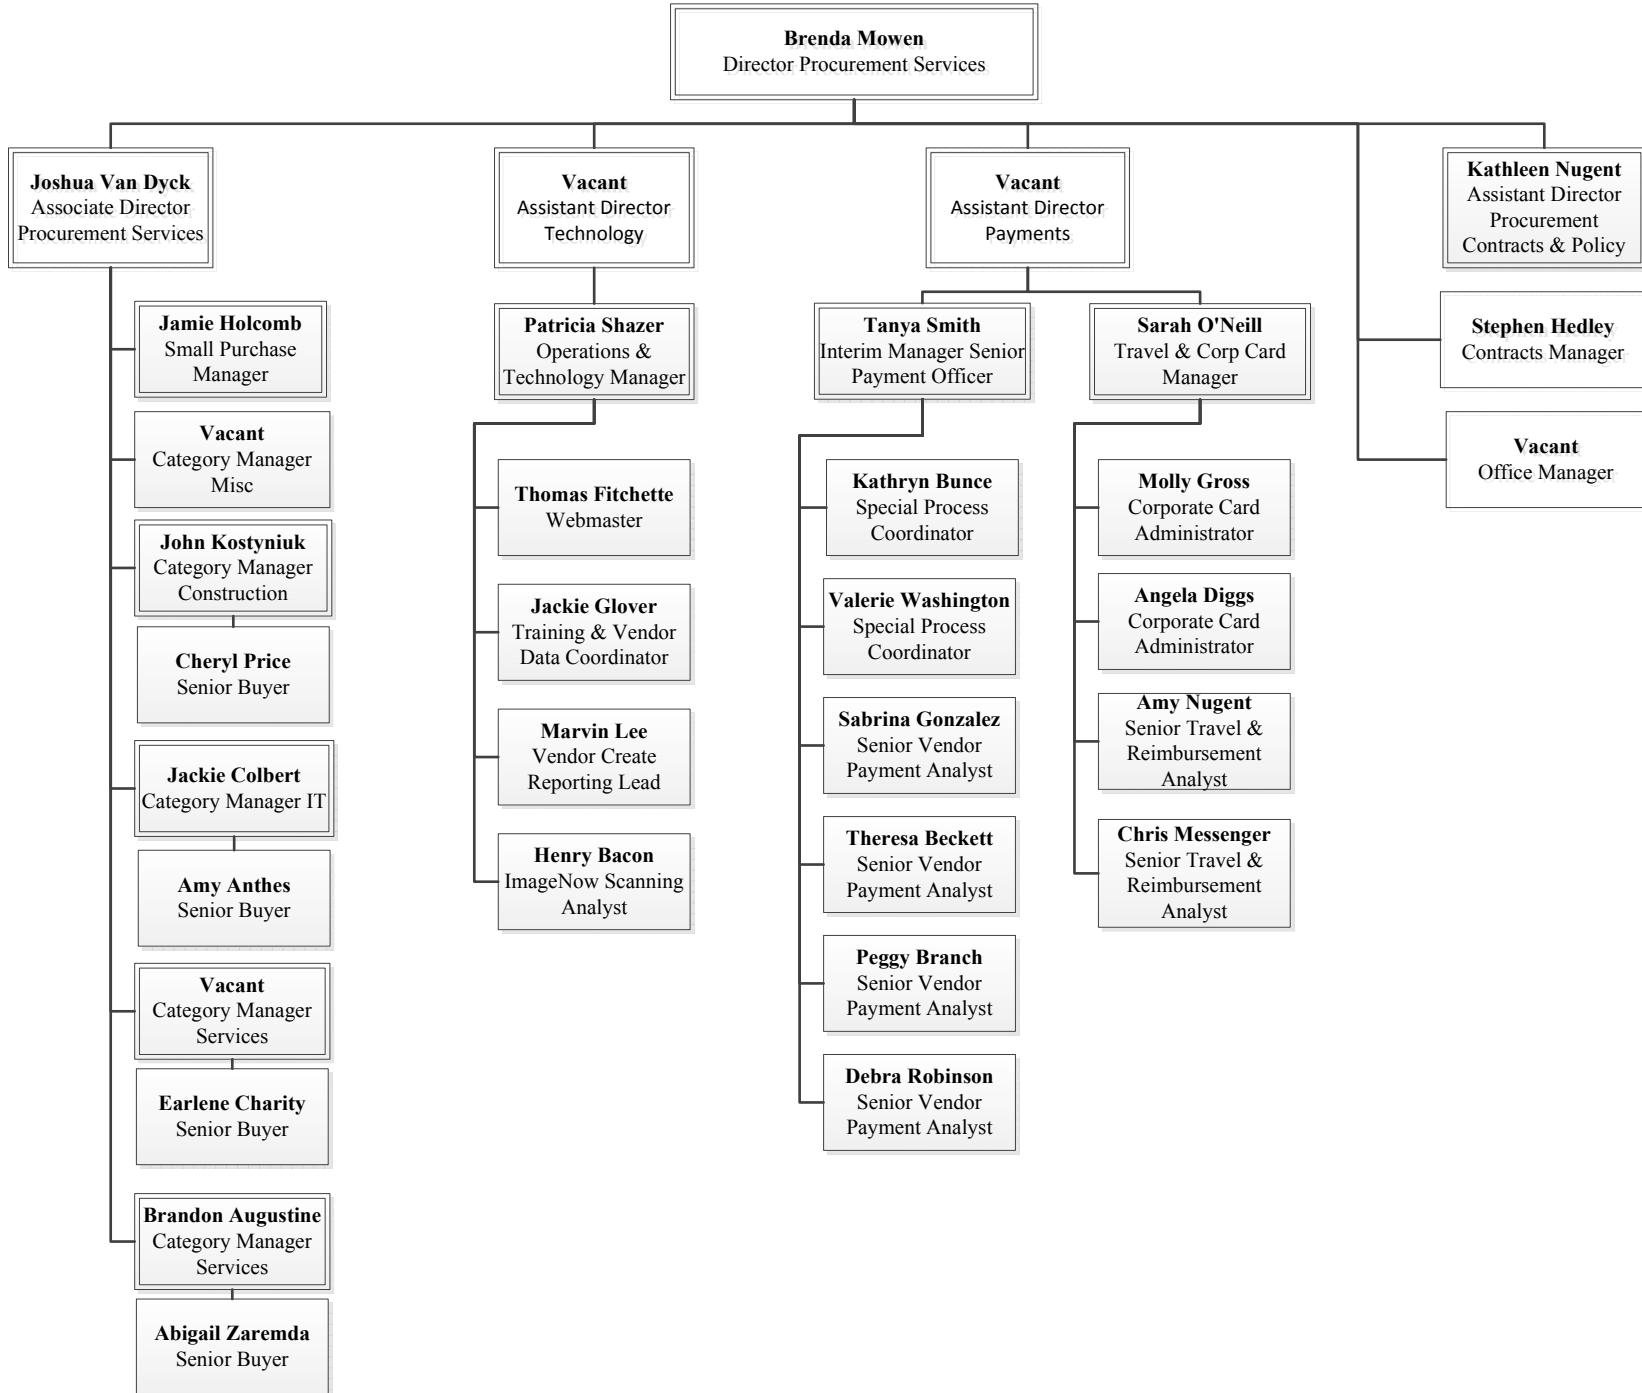 Brenda Mowen
Director Procurement Services
Joshua Van Dyck
Associate Director
Procurement Services
Vacant
Assistant Director
Technology
Vacant
Assistant Director
Payments
Kathleen Nugent
Assistant Director
Procurement
Contracts & Policy
Jamie Holcomb
Small Purchase
Manager
Vacant
Category Manager
Misc
John Kostyniuk
Category Manager
Construction
Cheryl Price
Senior Buyer
Jackie Colbert
Category Manager IT
Amy Anthes
Senior Buyer
Vacant
Category Manager
Services
Earlene Charity
Senior Buyer
Brandon Augustine
Category Manager
Services
Abigail Zaremda
Senior Buyer
Patricia Shazer
Operations &
Technology Manager
Thomas Fitchette
Webmaster
Jackie Glover
Training & Vendor
Data Coordinator
Marvin Lee
Vendor Create
Reporting Lead
Henry Bacon
ImageNow Scanning
Analyst
Tanya Smith
Interim Manager Senior
Payment Officer
Kathryn Bunce
Special Process
Coordinator
Valerie Washington
Special Process
Coordinator
Sabrina Gonzalez
Senior Vendor
Payment Analyst
Theresa Beckett
Senior Vendor
Payment Analyst
Peggy Branch
Senior Vendor
Payment Analyst
Debra Robinson
Senior Vendor
Payment Analyst
Sarah O'Neill
Travel & Corp Card
Manager
Molly Gross
Corporate Card
Administrator
Angela Diggs
Corporate Card
Administrator
Amy Nugent
Senior Travel &
Reimbursement
Analyst
Chris Messenger
Senior Travel &
Reimbursement
Analyst
Stephen Hedley
Contracts Manager
Vacant
Office Manager